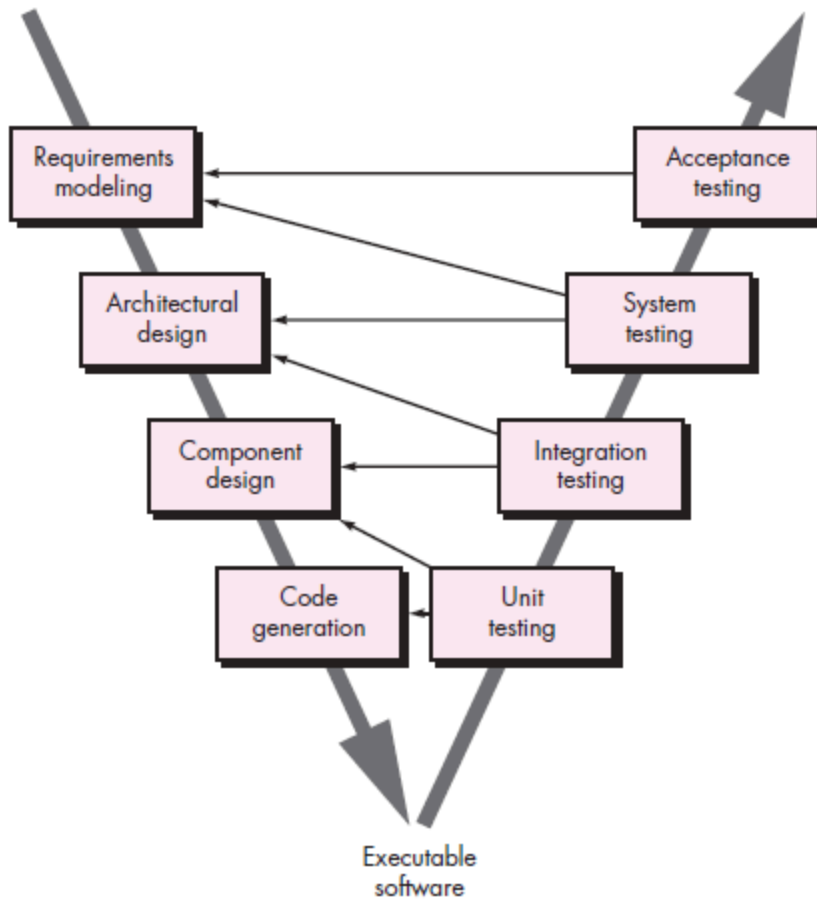 Requirements
modeling
Acceptance
testing
Architectural
design
System
testing
Component
design
Integration
testing
Code
generation
Unit
testing
Executable
software